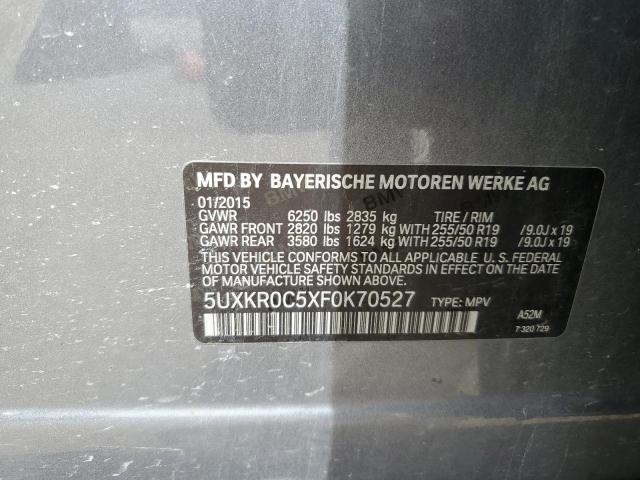 MFD BY BAYERISCHE MOTOREN WERKE AG
01/2015
GVWR 6250 lbs 2835 kg TIRE / RIM
GAWR FRONT 2820 lbs 1279 kg WITH 255/50 R19 /9.0J x 19
GAWR REAR 3580 lbs 1624 kg WITH 255/50 R19 /9.0J x 19
THIS VEHICLE CONFORMS TO ALL APPLICABLE U. S. FEDERAL
MOTOR VEHICLE SAFETY STANDARDS IN EFFECT ON THE DATE
OF MANUFACTURE SHOWN ABOVE.
5UXKR0C5XF0K70527 TYPE: MPV
A52M
7 320 729